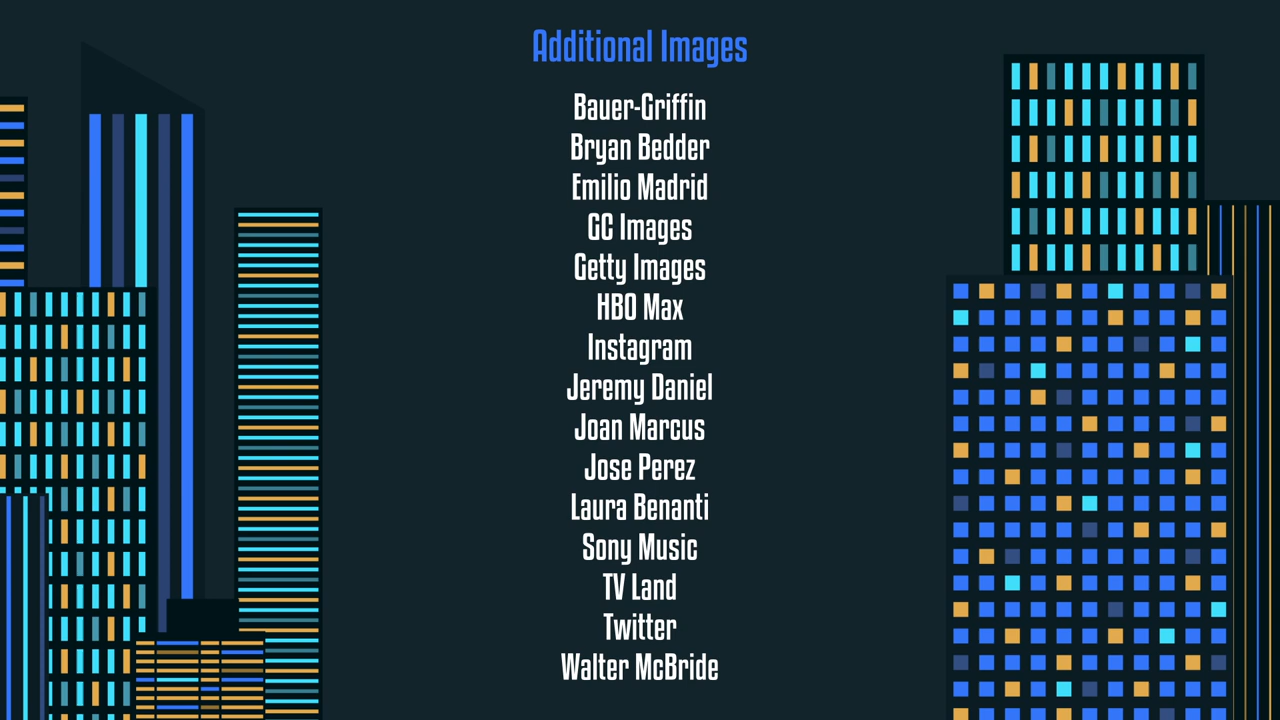 Additional Images
Bauer-Griffin
Bryan Bedder
Emilio Madrid
GC Images
Getty Images
HBO Max
Instagram
Jeremy Daniel
Joan Marcus
Jose Perez
Laura Benanti
Sony Music
TV Land
Twitter
Walter McBride